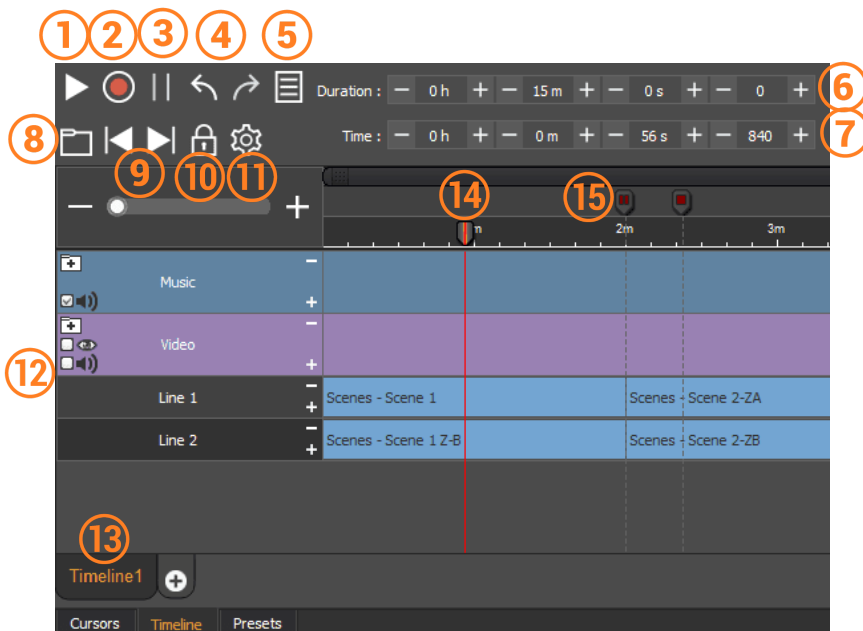 1 2 3 4 5
Duration : 0 h 15 m 0 s 0 6
8 Time : 0 h 0 m 56 s 840 7
9 10 11
14 15
m 2m 3m
Music
Video
12
Line 1 Scenes - Scene 1 Scenes - Scene 2-ZA
Line 2 Scenes - Scene 1 Z-B Scenes - Scene 2-ZB
13
Timeline1
Cursors Timeline Presets